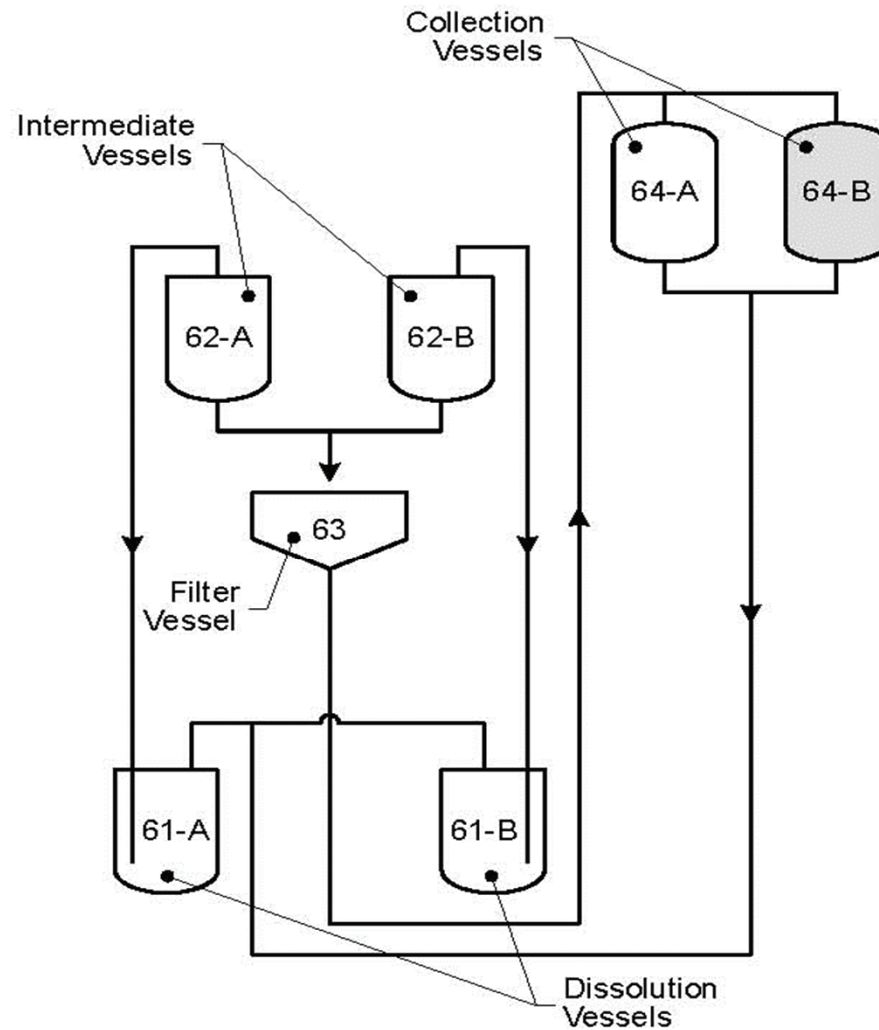 Collection
Vessels
Intermediate
Vessels
64-A
64-B
62-A
62-B
63
Filter
Vessel
61-A
61-B
Dissolution
Vessels